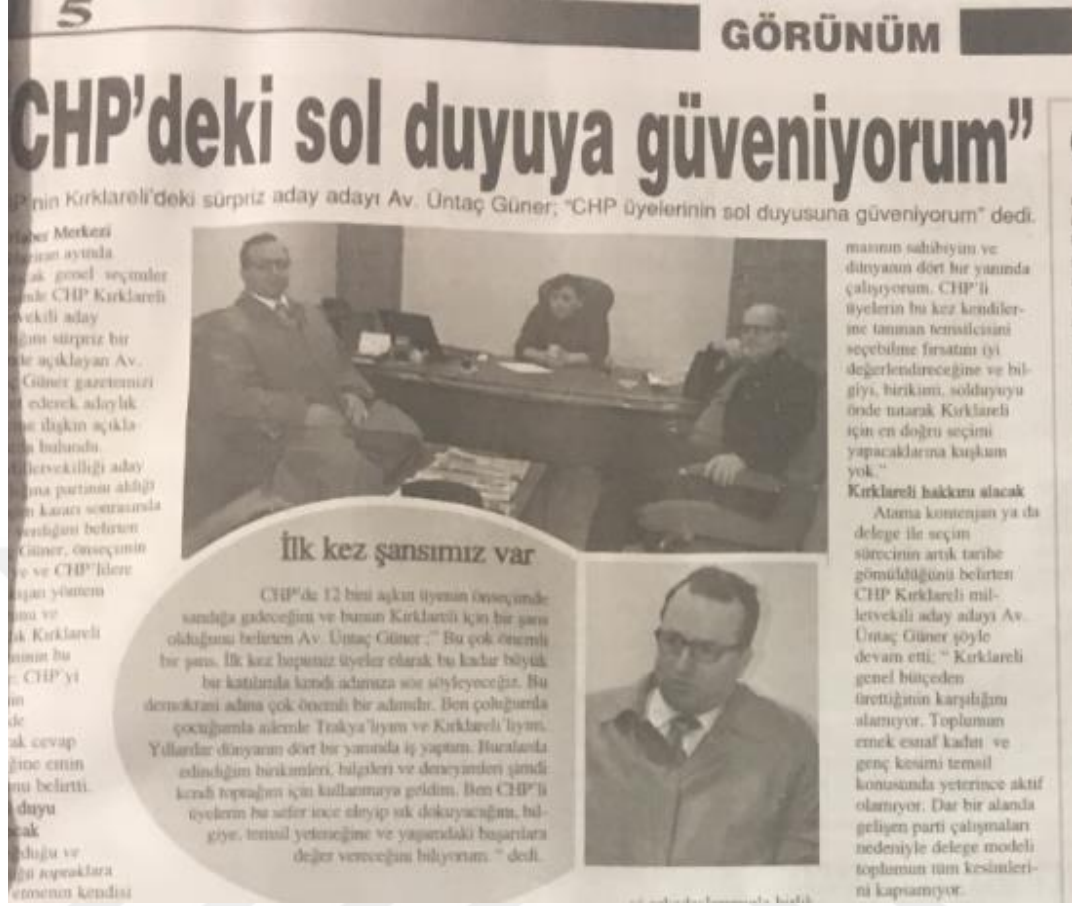 5
GÖRÜNÜM
CHP'deki sol duyuya güveniyorum”
P'nin Kırklareli'deki sürpriz aday adayı Av. Üntaç Güner; “CHP üyelerinin sol duyusuna güveniyorum” dedi.
Haber Merkezi
ayında
genel seçimler
CHP Kırklareli
vekili aday
sürpriz bir
açıklayan Av.
Güner gazetemizi
ederek adaylık
ilişkin açıkla-
bulundu.
aday
partinin aldığı
kararı sonrasında
verdiğini belirten
Güner, önseçimin
ve CHP'lilere
yöntem
ve
Kırklareli
bu
CHP'yi
cevap
emin
belirtti.
duyu
ve
topraklara
kendisi
İlk kez şansımız var
CHP'de 12 bini aşkın üyenin önseçimde
sandığa gideceğini ve bunun Kırklareli için bir şans
olduğunu belirten Av. Üntaç Güner ,“ Bu çok önemli
bir şans. İlk kez hepimiz üyeler olarak bu kadar büyük
bir katılımla kendi adımıza söz söyleyeceğiz. Bu
demokrasi adına çok önemli bir adımdır. Ben çoluğumla
çocuğumla ailemle Trakya'lıyım ve Kırklareli'liyim.
Yıllardır dünyanın dört bir yanında iş yaptım. Buralarda
edindiğim birikimleri, bilgileri ve deneyimleri şimdi
kendi toprağım için kullanmaya geldim. Ben CHP'li
üyelerin bu sefer ince eleyip sık dokuyacağını, bil-
giye, temsil yeteneğine ve yaşamdaki başarılara
değer vereceğini biliyorum. “ dedi.
masının sahibiyim ve
dünyanın dört bir yanında
çalışıyorum. CHP'li
üyelerin bu kez kendiler-
ine tanınan temsilcisini
seçebilme fırsatını iyi
değerlendireceğine ve bil-
giyi, birikimi, solduyuyu
önde tutarak Kırklareli
için en doğru seçimi
yapacaklarına kuşkum
yok.”
Kırklareli hakkını alacak
Atama kontenjan ya da
delege ile seçim
sürecinin artık tarihe
gömüldüğünü belirten
CHP Kırklareli mil-
letvekili aday adayı Av.
Üntaç Güner şöyle
devam etti; “ Kırklareli
genel bütçeden
ürettiğinin karşılığını
alamıyor. Toplumun
emek esnaf kadın ve
genç kesimi temsil
konusunda yeterince aktif
olamıyor. Dar bir alanda
gelişen parti çalışmaları
nedeniyle delege modeli
toplumun tüm kesimleri-
ni kapsamıyor.